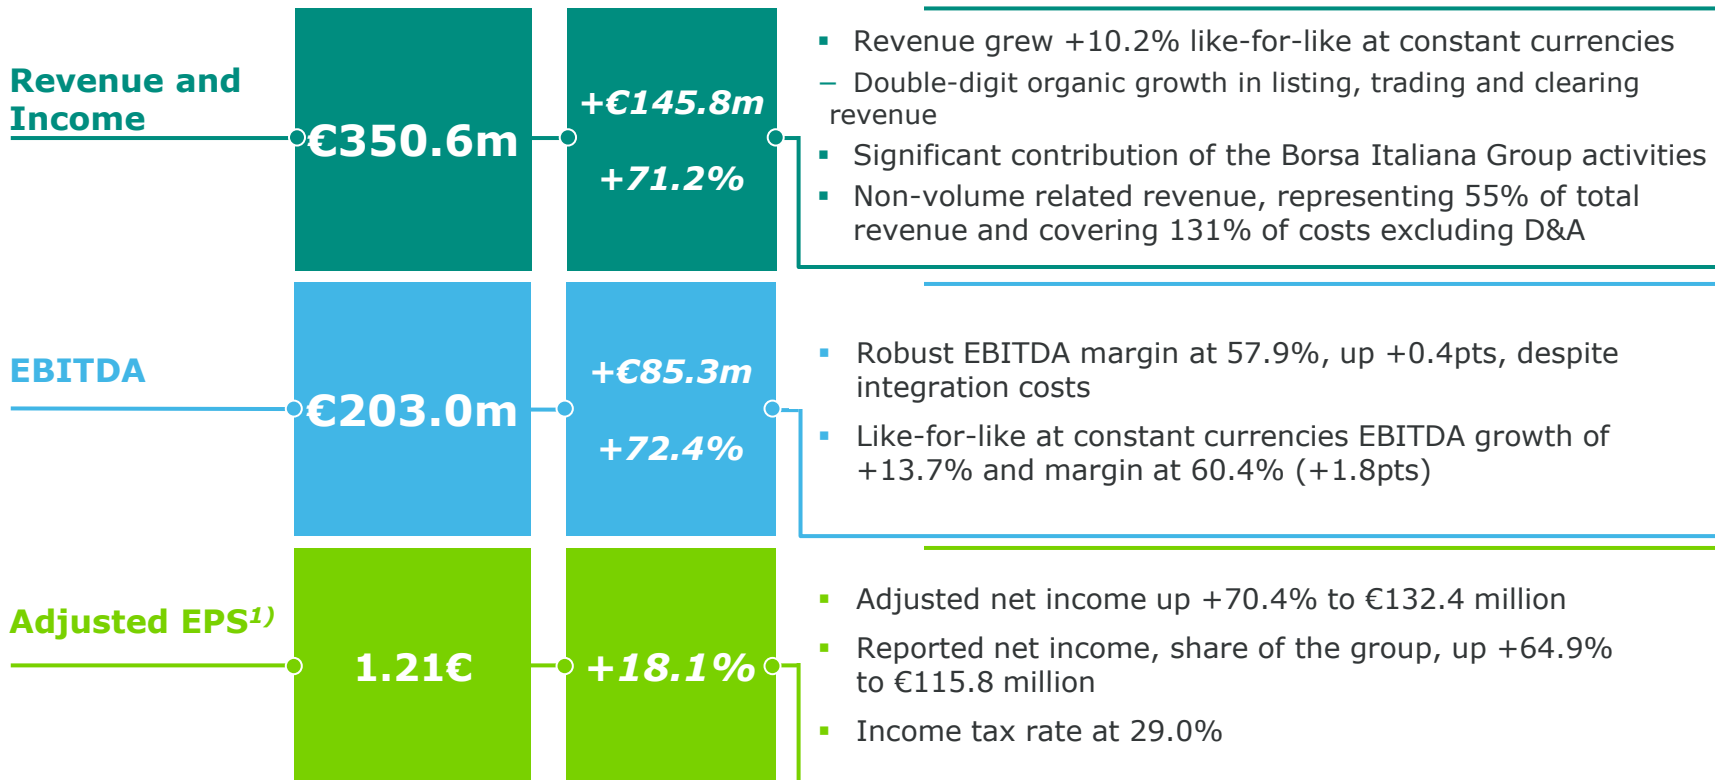 Revenue and
Income
€350.6m
+€145.8m
+71.2%
▪ Revenue grew +10.2% like-for-like at constant currencies
– Double-digit organic growth in listing, trading and clearing
revenue
▪ Significant contribution of the Borsa Italiana Group activities
▪ Non-volume related revenue, representing 55% of total
revenue and covering 131% of costs excluding D&A
EBITDA
€203.0m
+€85.3m
+72.4%
▪ Robust EBITDA margin at 57.9%, up +0.4pts, despite
integration costs
▪ Like-for-like at constant currencies EBITDA growth of
+13.7% and margin at 60.4% (+1.8pts)
Adjusted EPS1)
1.21€
+18.1%
▪ Adjusted net income up +70.4% to €132.4 million
▪ Reported net income, share of the group, up +64.9%
to €115.8 million
▪ Income tax rate at 29.0%